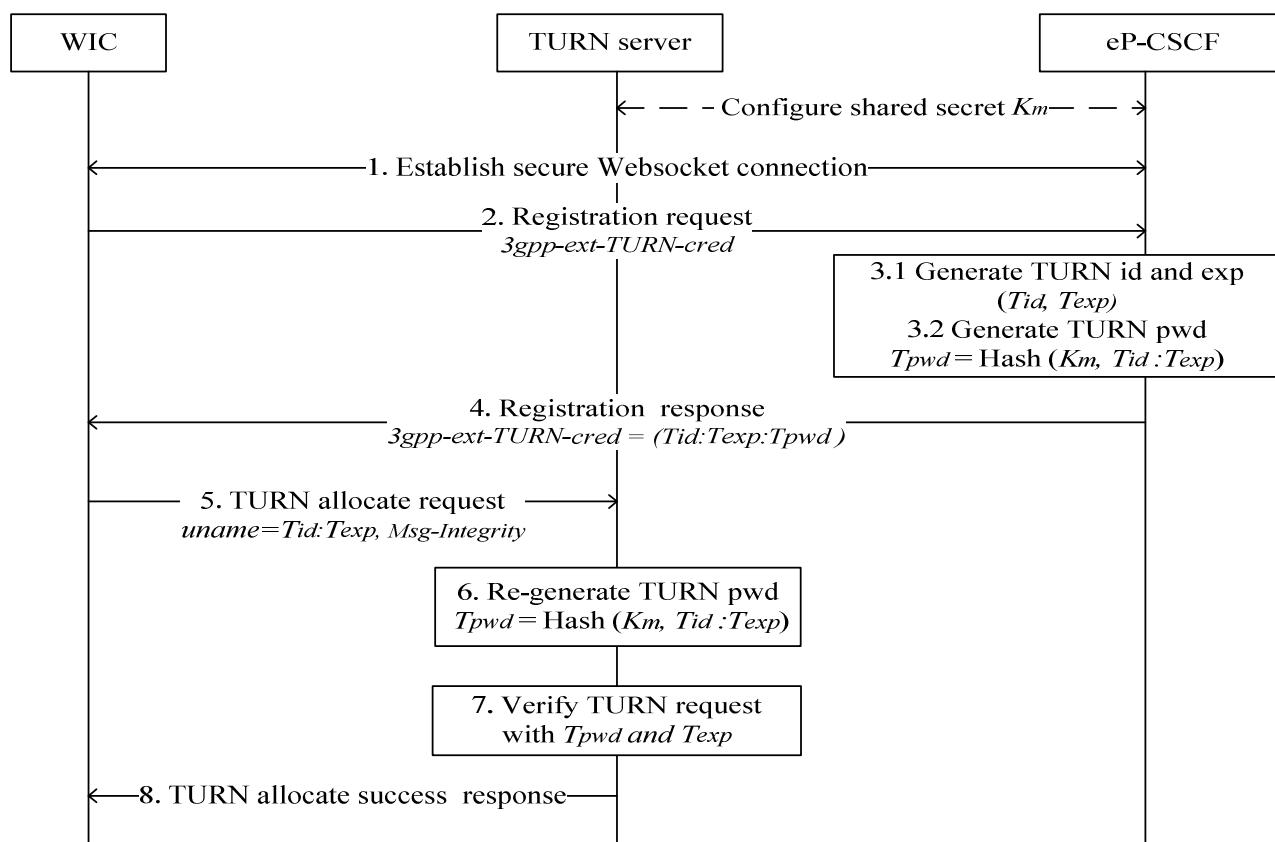 WIC
TURN server
eP-CSCF
Configure shared secret Km
1. Establish secure Websocket connection
2. Registration request
3gpp-ext-TURN-cred
3.1 Generate TURN id and exp
(Tid, Texp)
3.2 Generate TURN pwd
Tpwd = Hash (Km, Tid :Texp)
4. Registration response
3gpp-ext-TURN-cred = (Tid:Texp:Tpwd )
5. TURN allocate request
uname=Tid:Texp, Msg-Integrity
6. Re-generate TURN pwd
Tpwd = Hash (Km, Tid :Texp)
7. Verify TURN request
with Tpwd and Texp
8. TURN allocate success response